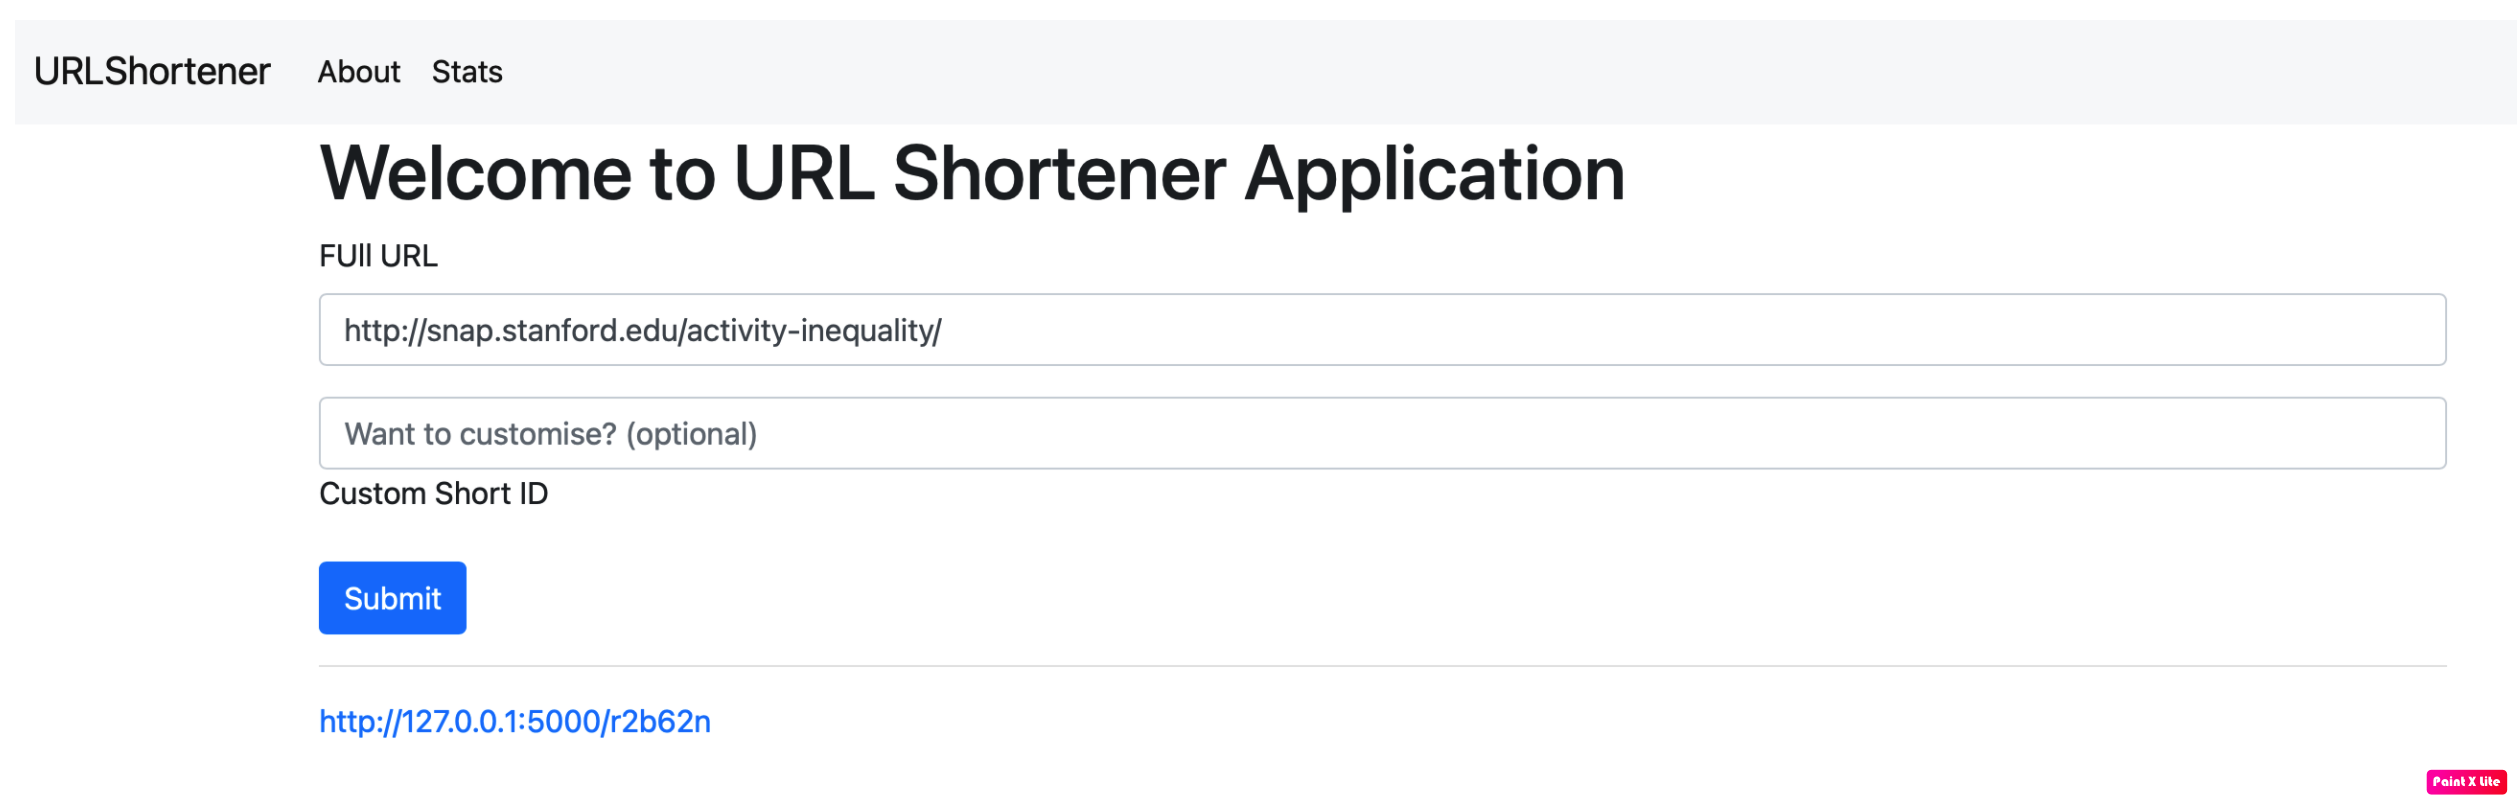 URLShortener About Stats
Welcome to URL Shortener Application
FUll URL
http://snap.stanford.edu/activity-inequality/
Want to customise? (optional)
Custom Short ID
Submit
http://127.0.0.1:5000/r2b62n
Paint X lite